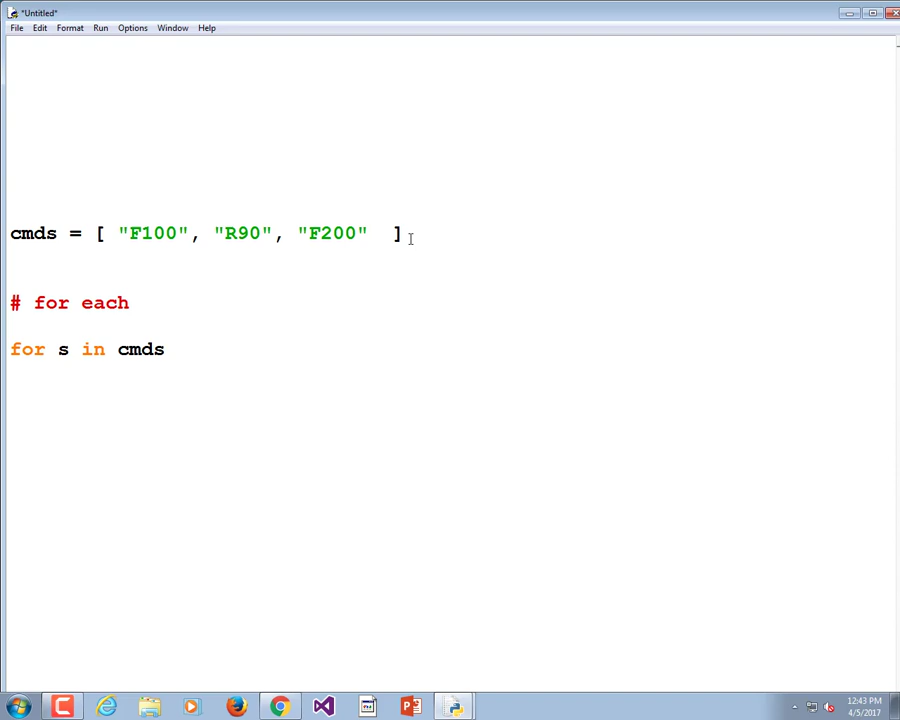 *Untitled*
File Edit Format Run Options Window Help
cmds = [ "F100", "R90", "F200"  ]
# for each
for s in cmds
12:43 PM
4/5/2017